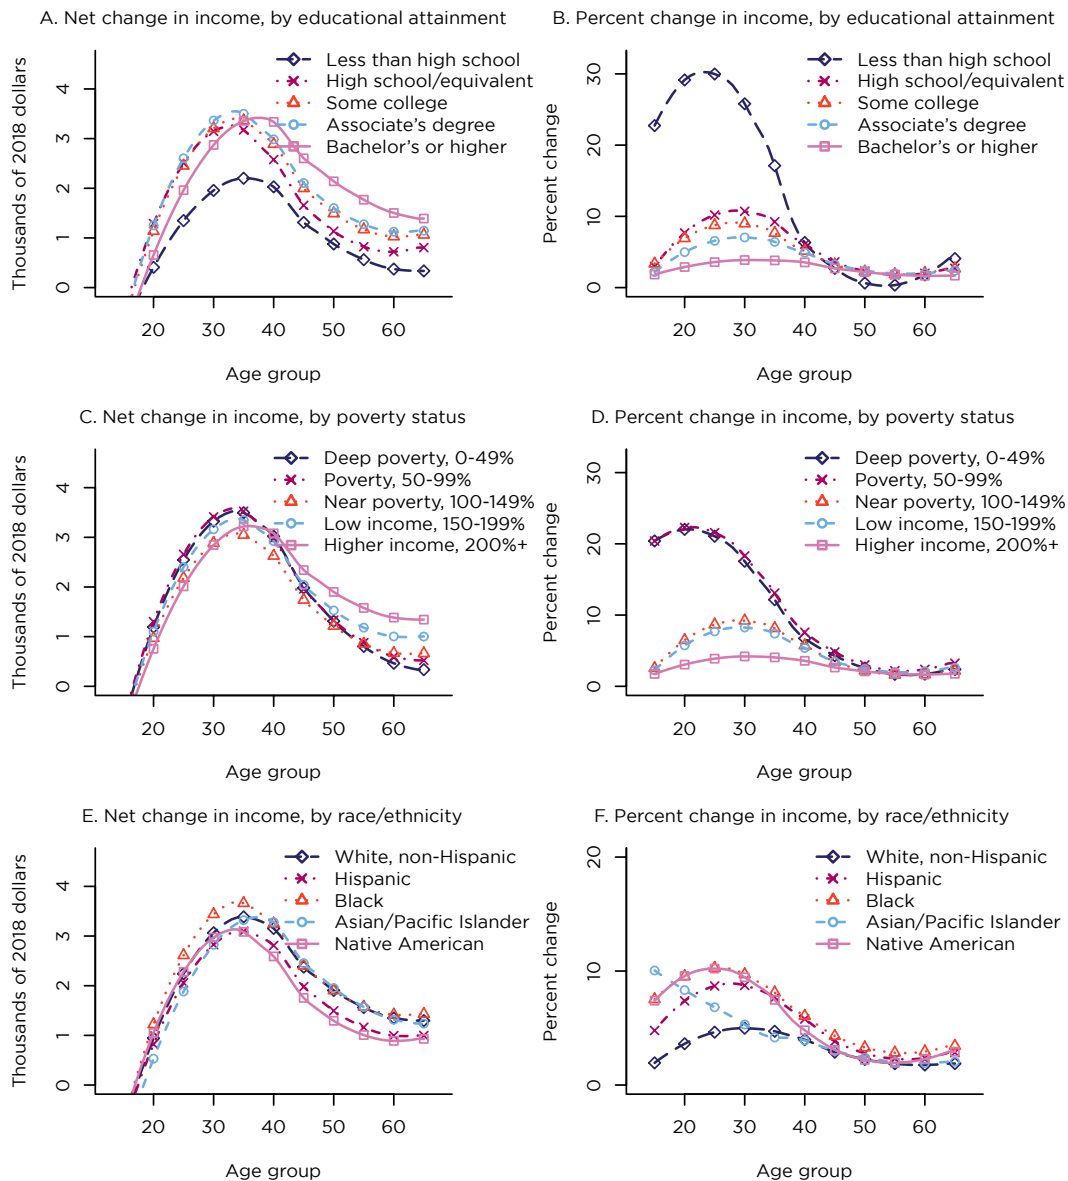 A. Net change in income, by educational attainment
Thousands of 2018 dollars
4
3
2
1
0
Less than high school
High school/equivalent
Some college
Associate's degree
Bachelor's or higher
20 30 40 50 60
Age group
B. Percent change in income, by educational attainment
Percent change
30
20
10
0
Less than high school
High school/equivalent
Some college
Associate's degree
Bachelor's or higher
20 30 40 50 60
Age group
C. Net change in income, by poverty status
Thousands of 2018 dollars
4
3
2
1
0
Deep poverty, 0-49%
Poverty, 50-99%
Near poverty, 100-149%
Low income, 150-199%
Higher income, 200%+
20 30 40 50 60
Age group
D. Percent change in income, by poverty status
Percent change
30
20
10
0
Deep poverty, 0-49%
Poverty, 50-99%
Near poverty, 100-149%
Low income, 150-199%
Higher income, 200%+
20 30 40 50 60
Age group
E. Net change in income, by race/ethnicity
Thousands of 2018 dollars
4
3
2
1
0
White, non-Hispanic
Hispanic
Black
Asian/Pacific Islander
Native American
20 30 40 50 60
Age group
F. Percent change in income, by race/ethnicity
Percent change
20
10
0
White, non-Hispanic
Hispanic
Black
Asian/Pacific Islander
Native American
20 30 40 50 60
Age group